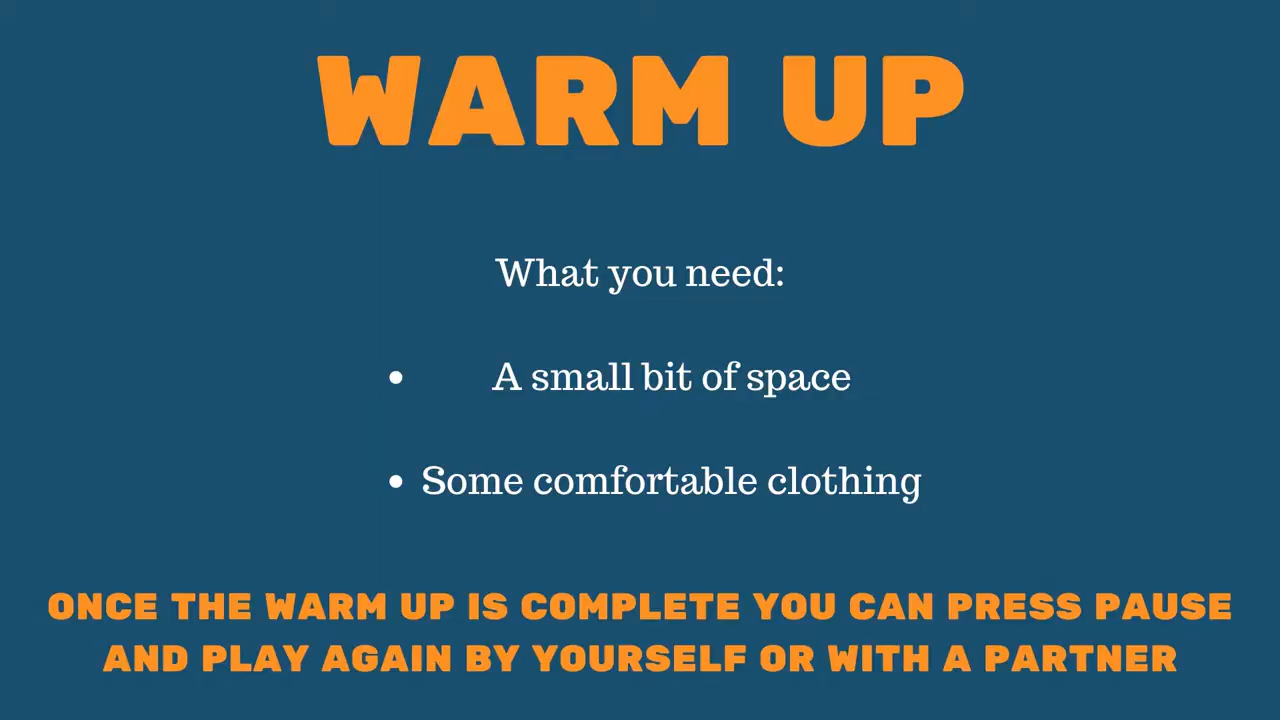 WARM UP
What you need:
• A small bit of space
• Some comfortable clothing
ONCE THE WARM UP IS COMPLETE YOU CAN PRESS PAUSE
AND PLAY AGAIN BY YOURSELF OR WITH A PARTNER